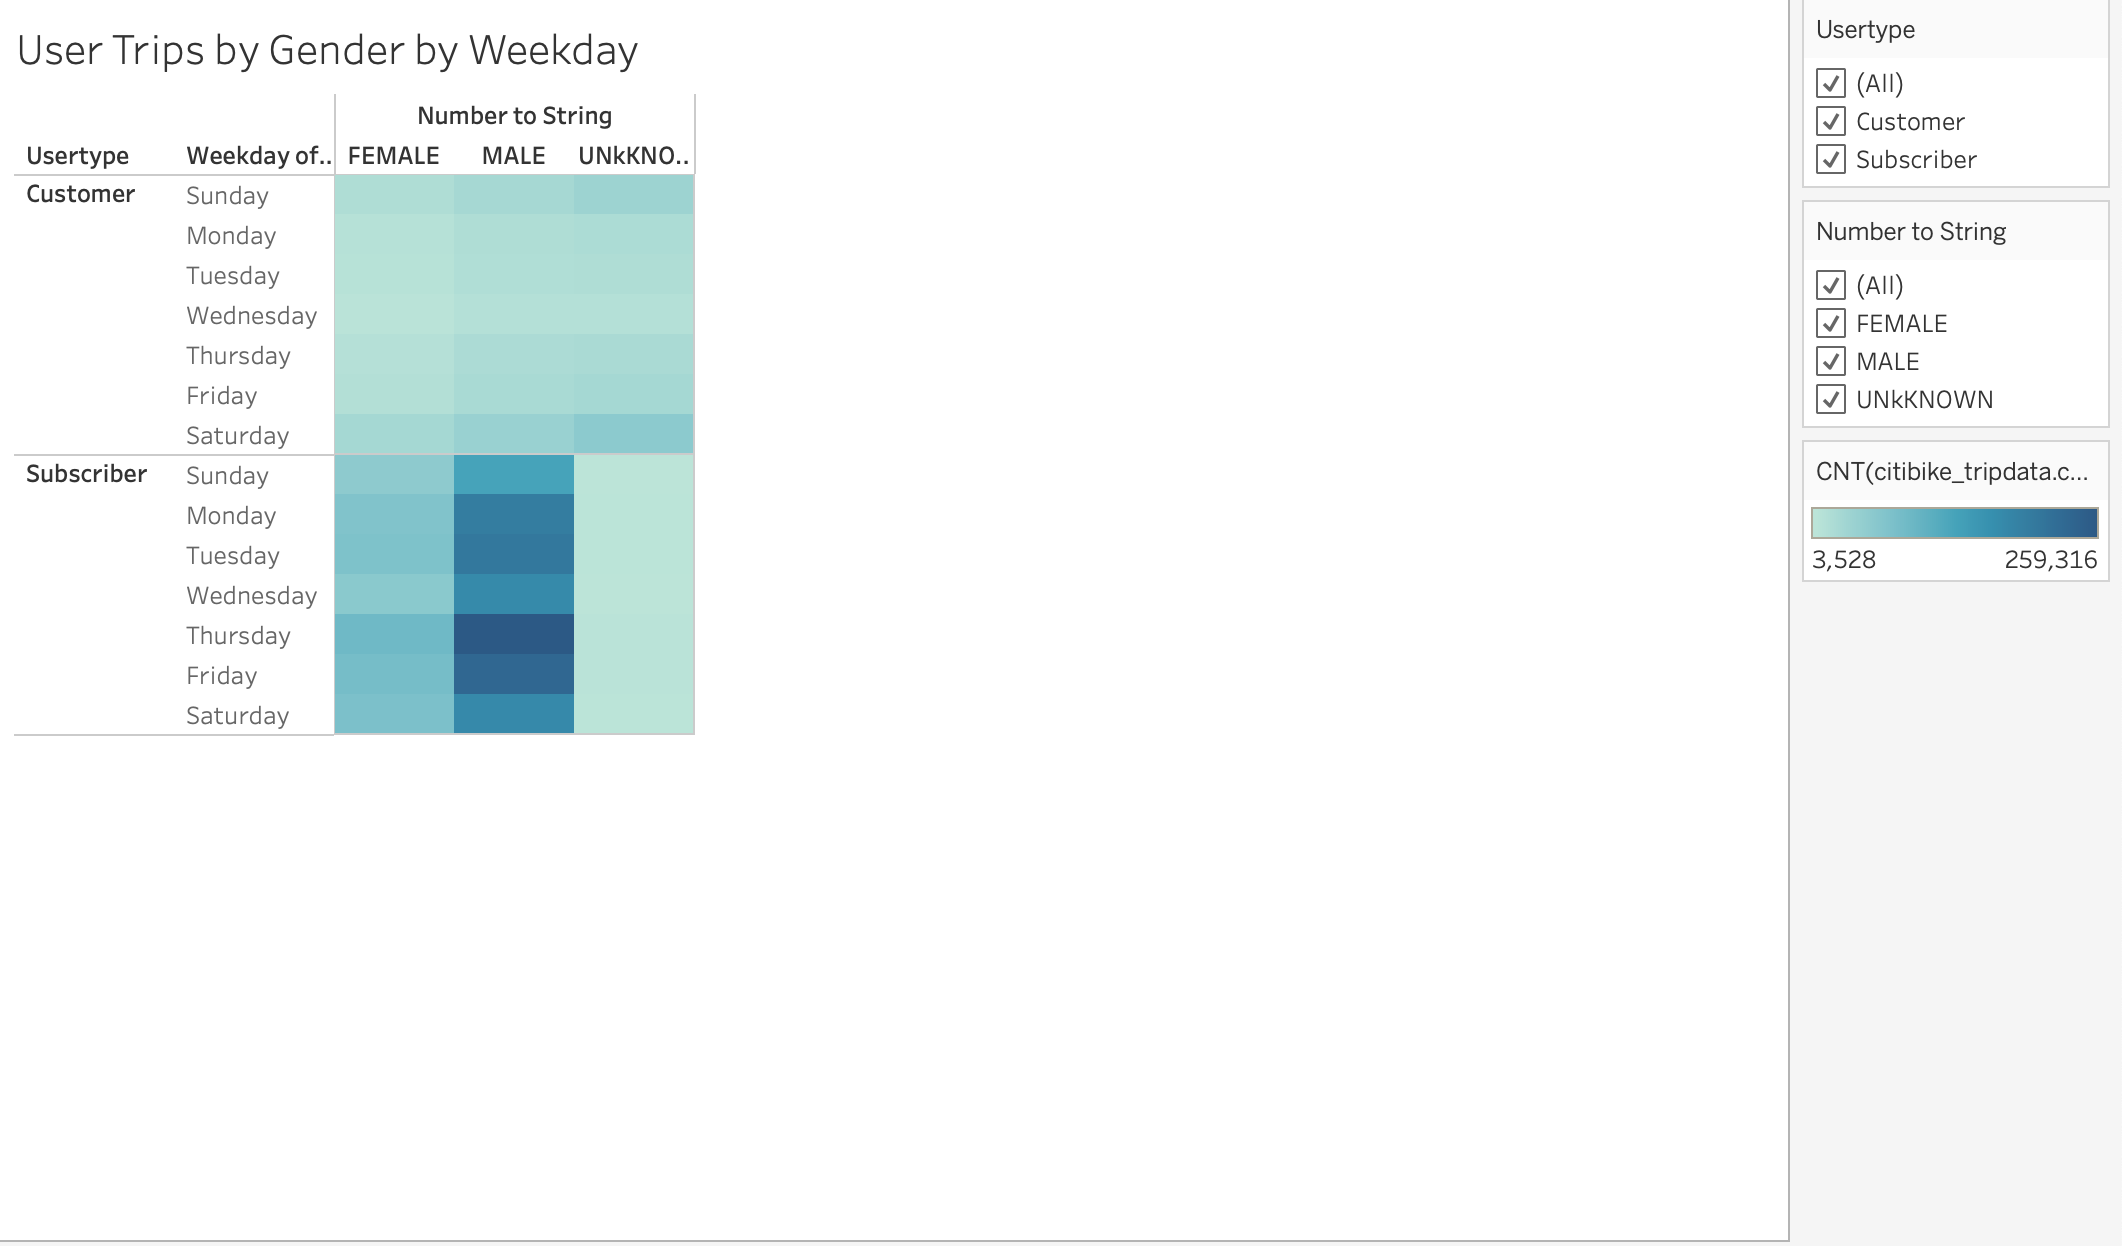 User Trips by Gender by Weekday
Number to String
Usertype Weekday of.. FEMALE MALE UNkKNO..
Customer Sunday
Monday
Tuesday
Wednesday
Thursday
Friday
Saturday
Subscriber Sunday
Monday
Tuesday
Wednesday
Thursday
Friday
Saturday
Usertype
(All)
Customer
Subscriber
Number to String
(All)
FEMALE
MALE
UNkKNOWN
CNT(citibike_tripdata.c...
3,528 259,316